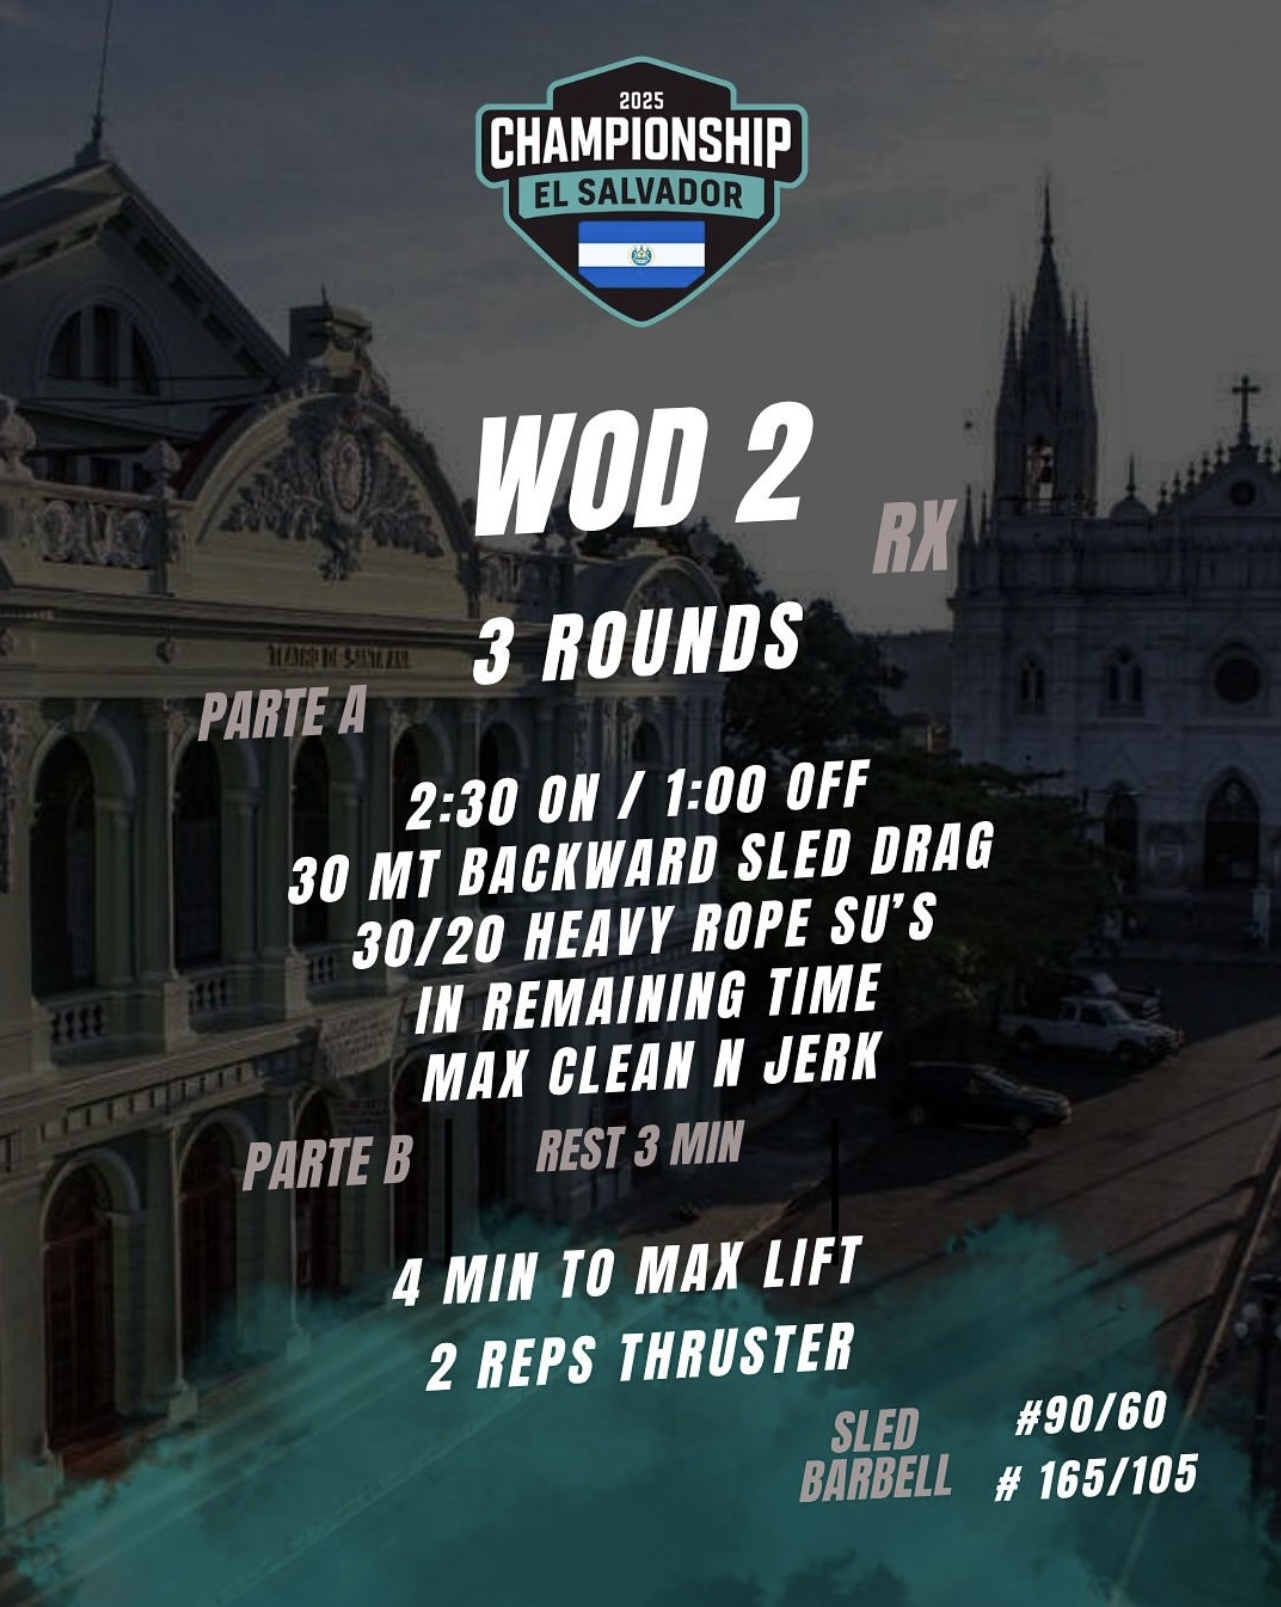 2025
CHAMPIONSHIP
EL SALVADOR
WOD 2
RX
3 ROUNDS
PARTE A
2:30 ON / 1:00 OFF
30 MT BACKWARD SLED DRAG
30/20 HEAVY ROPE SU'S
IN REMAINING TIME
MAX CLEAN N JERK
PARTE B REST 3 MIN
4 MIN TO MAX LIFT
2 REPS THRUSTER
SLED #90/60
BARBELL # 165/105